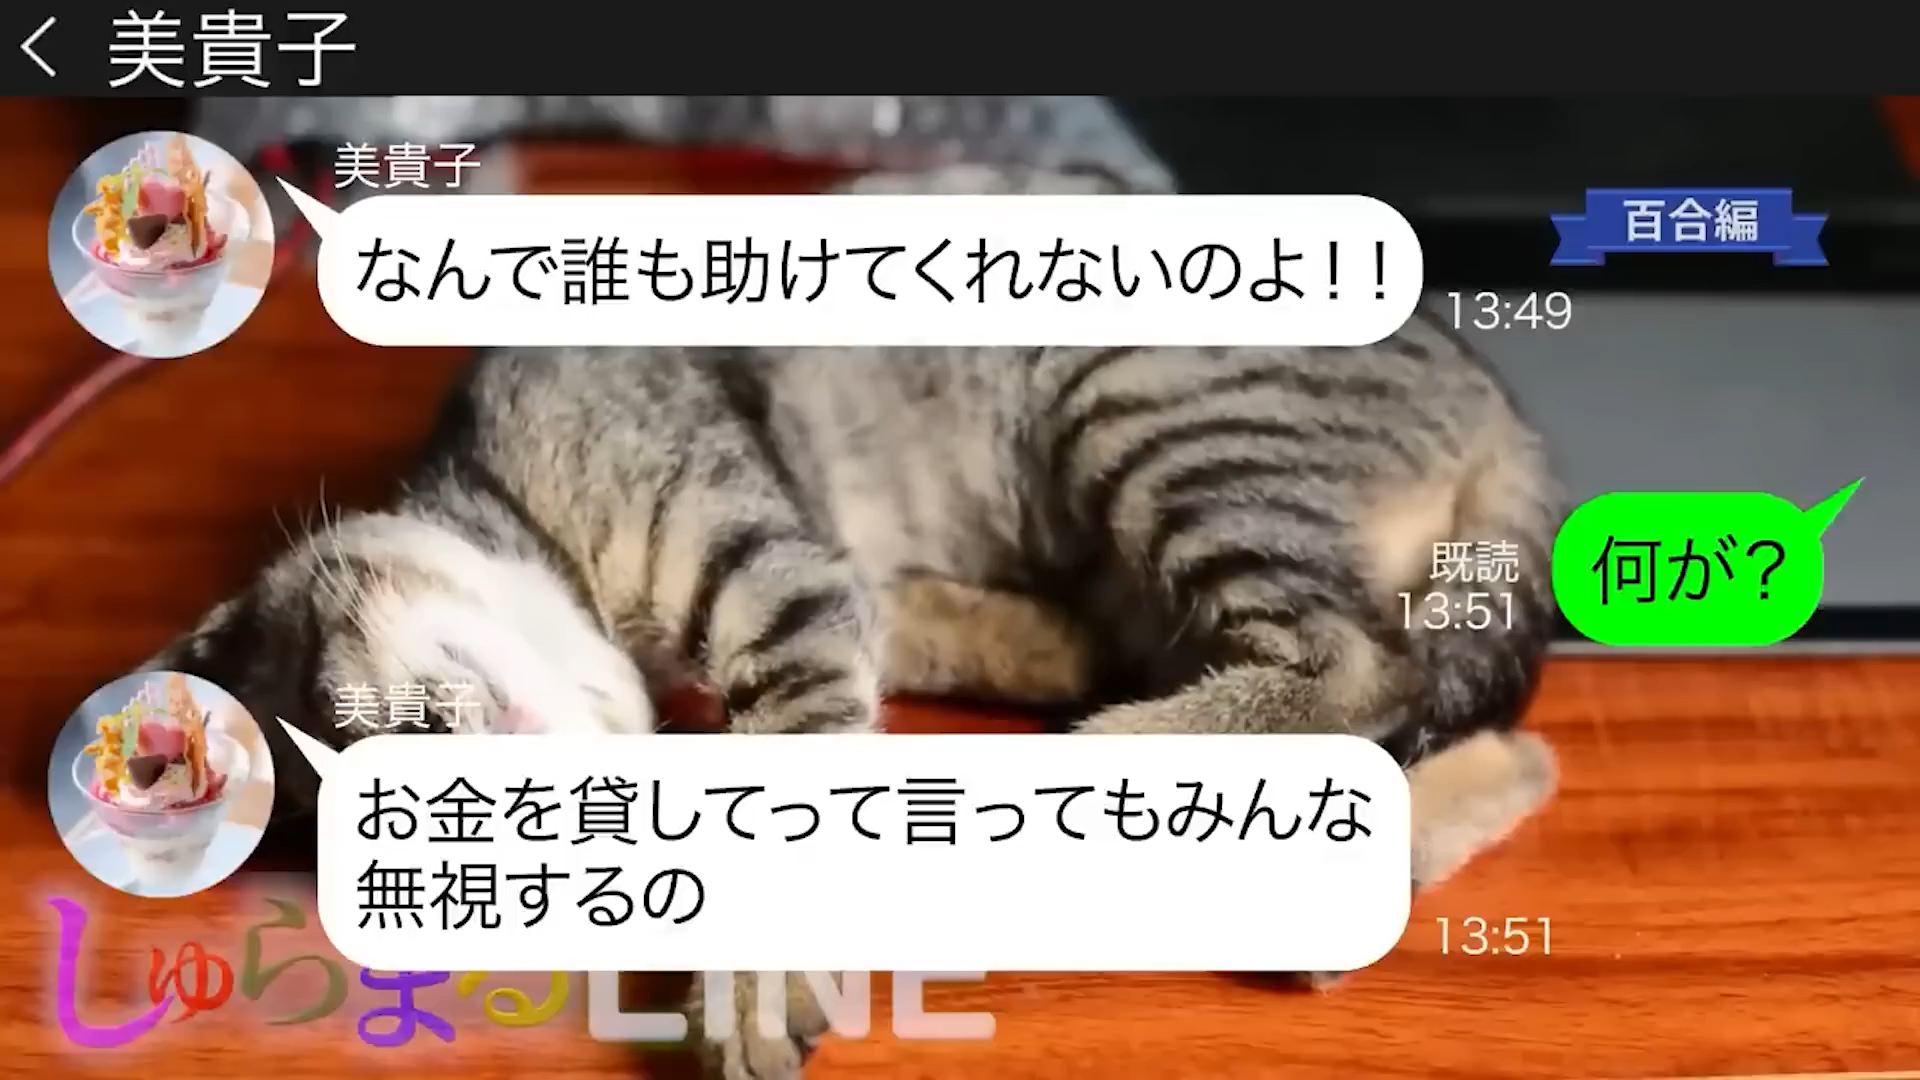 美貴子
美貴子
なんで誰も助けてくれないのよ！！
13:49
百合編
何が？
既読
13:51
美貴子
お金を貸してって言ってもみんな
無視するの
13:51
しゅらまるLINE